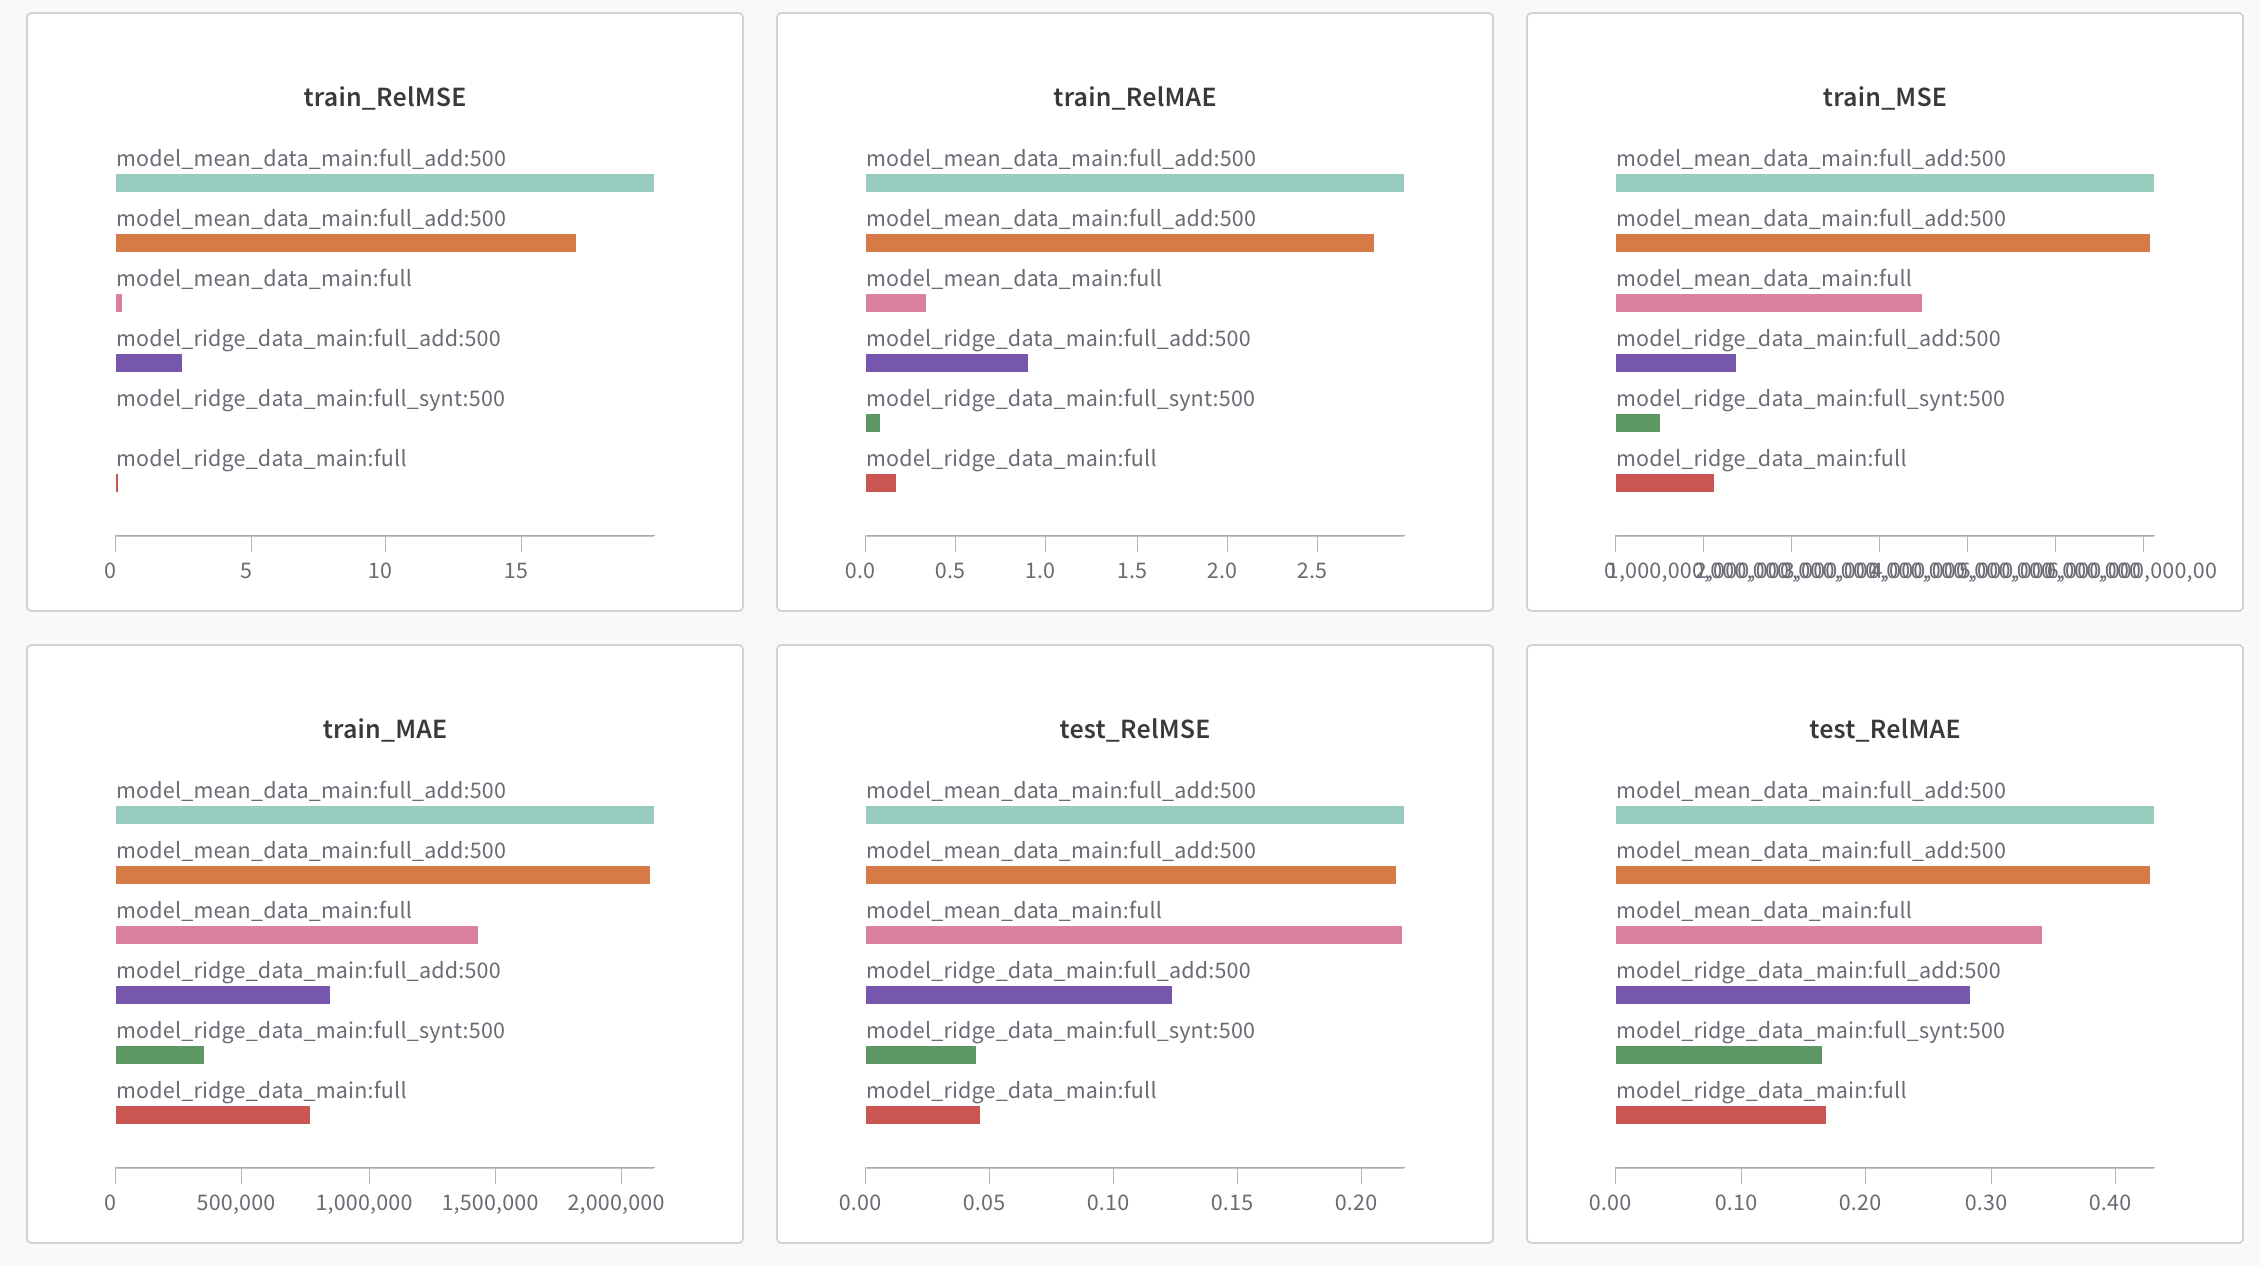 train_RelMSE
model_mean_data_main:full_add:500
model_mean_data_main:full_add:500
model_mean_data_main:full
model_ridge_data_main:full_add:500
model_ridge_data_main:full_synt:500
model_ridge_data_main:full
0 5 10 15
train_RelMAE
model_mean_data_main:full_add:500
model_mean_data_main:full_add:500
model_mean_data_main:full
model_ridge_data_main:full_add:500
model_ridge_data_main:full_synt:500
model_ridge_data_main:full
0.0 0.5 1.0 1.5 2.0 2.5
train_MSE
model_mean_data_main:full_add:500
model_mean_data_main:full_add:500
model_mean_data_main:full
model_ridge_data_main:full_add:500
model_ridge_data_main:full_synt:500
model_ridge_data_main:full
train_MAE
model_mean_data_main:full_add:500
model_mean_data_main:full_add:500
model_mean_data_main:full
model_ridge_data_main:full_add:500
model_ridge_data_main:full_synt:500
model_ridge_data_main:full
0 500,000 1,000,000 1,500,000 2,000,000
test_RelMSE
model_mean_data_main:full_add:500
model_mean_data_main:full_add:500
model_mean_data_main:full
model_ridge_data_main:full_add:500
model_ridge_data_main:full_synt:500
model_ridge_data_main:full
0.00 0.05 0.10 0.15 0.20
test_RelMAE
model_mean_data_main:full_add:500
model_mean_data_main:full_add:500
model_mean_data_main:full
model_ridge_data_main:full_add:500
model_ridge_data_main:full_synt:500
model_ridge_data_main:full
0.00 0.10 0.20 0.30 0.40